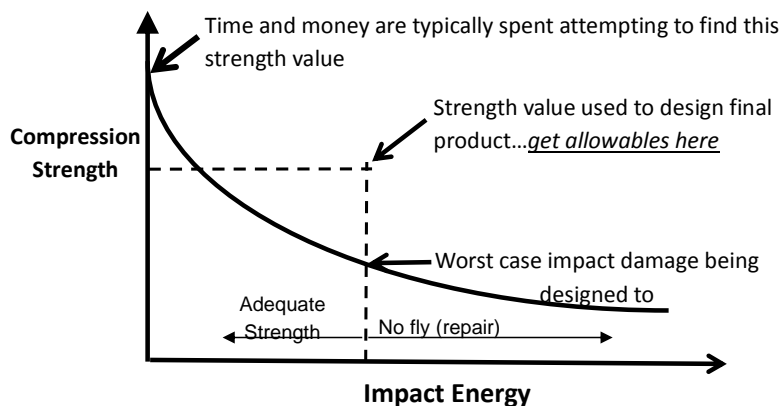 Time and money are typically spent attempting to find this
strength value
Compression
Strength
Strength value used to design final
product...get allowables here
Worst case impact damage being
designed to
Adequate
Strength
No fly (repair)
Impact Energy